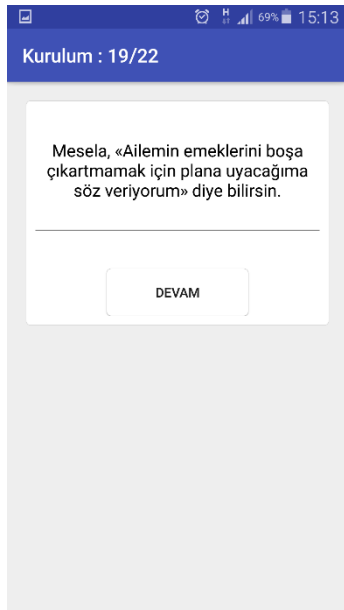 H 69% 15:13
Kurulum : 19/22
Mesela, «Ailemin emeklerini boşa
çıkartmamak için plana uyacağıma
söz veriyorum» diye bilirsin.
DEVAM